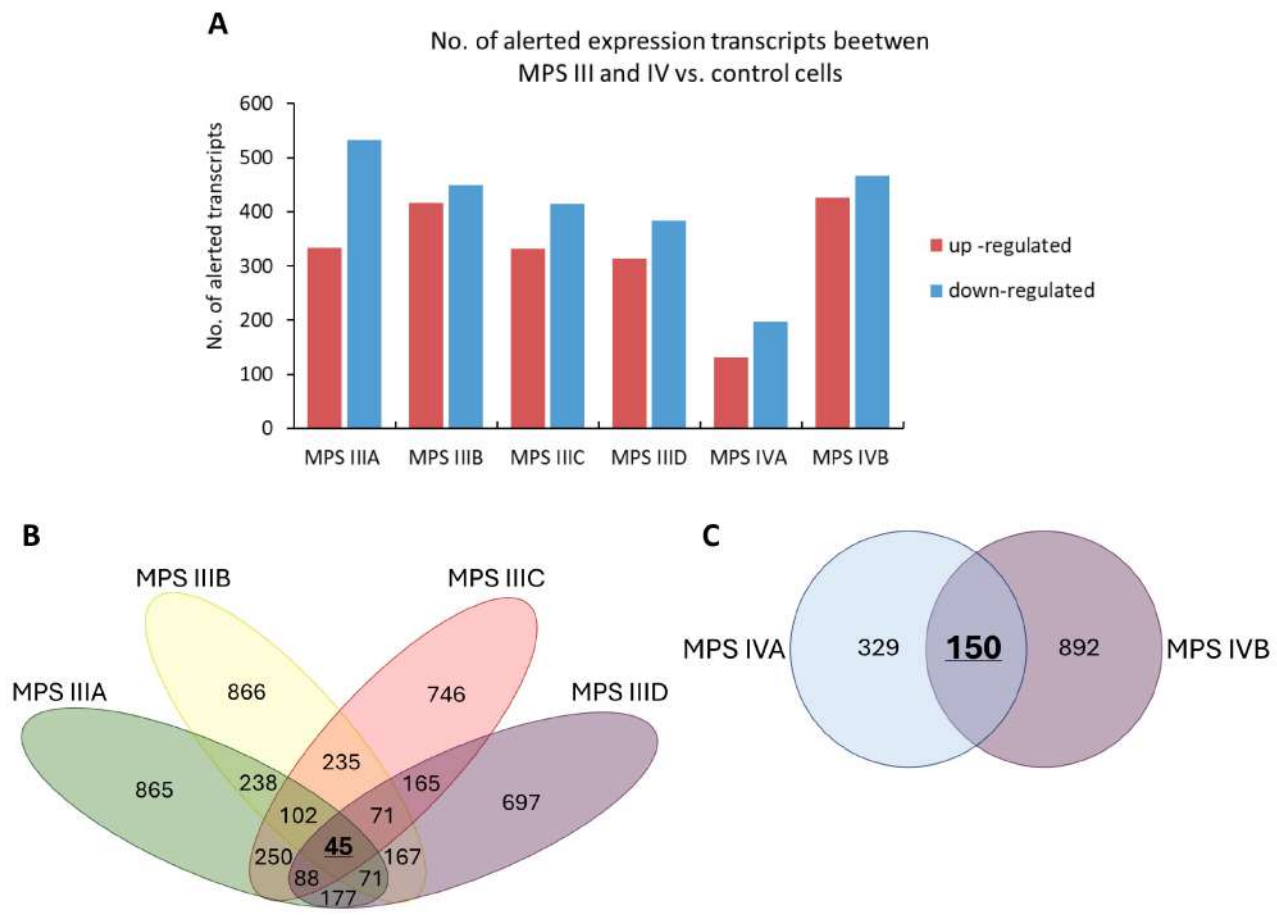 A
No. of alerted expression transcripts beetwen
MPS III and IV vs. control cells
No. of alerted transcripts
600
500
400
300
200
100
0
MPS IIIA MPS IIIB MPS IIIC MPS IIID MPS IVA MPS IVB
up -regulated
down-regulated
B
MPS IIIB MPS IIIC
MPS IIIA MPS IIID
866 746
235
865 238 165 697
102 71
45
250 167
88 71
177
C
MPS IVA 329 150 892 MPS IVB